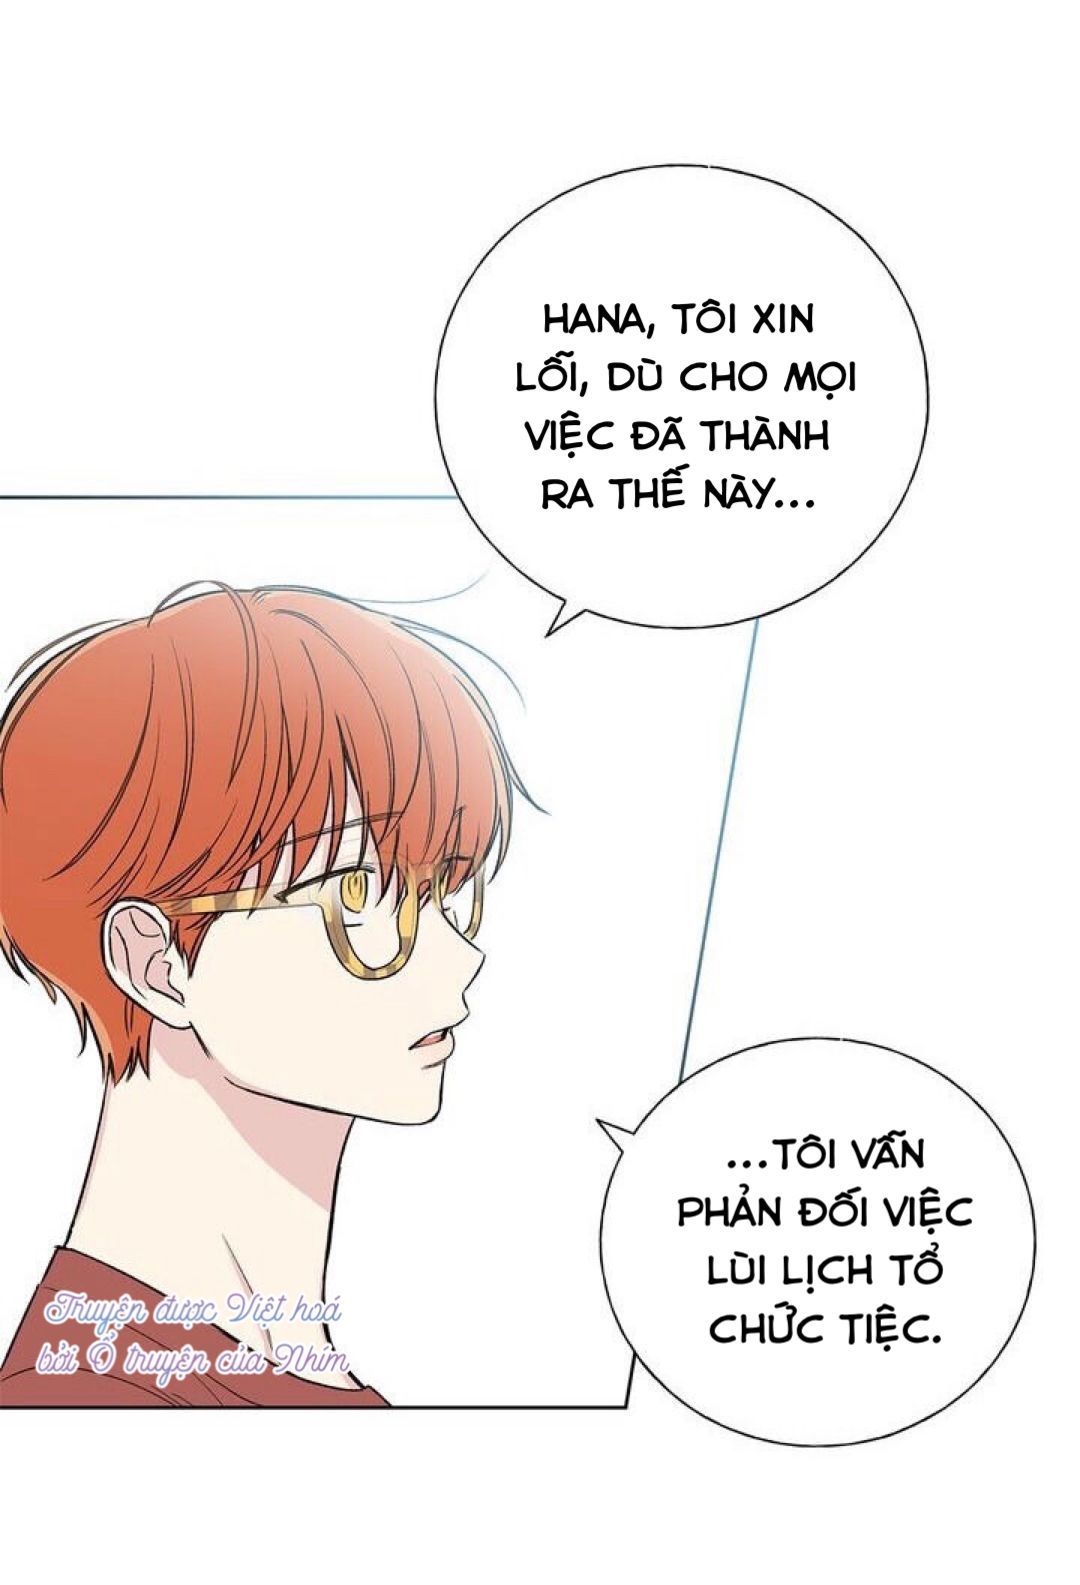 HANA, TÔI XIN
LỖI, DÙ CHO MỌI
VIỆC ĐÃ THÀNH
RA THẾ NÀY...
...TÔI VẪN
PHẢN ĐỐI VIỆC
LÙI LỊCH TỔ
CHỨC TIỆC.
Truyện được Việt hoá
bởi Ổ truyện của Nhím